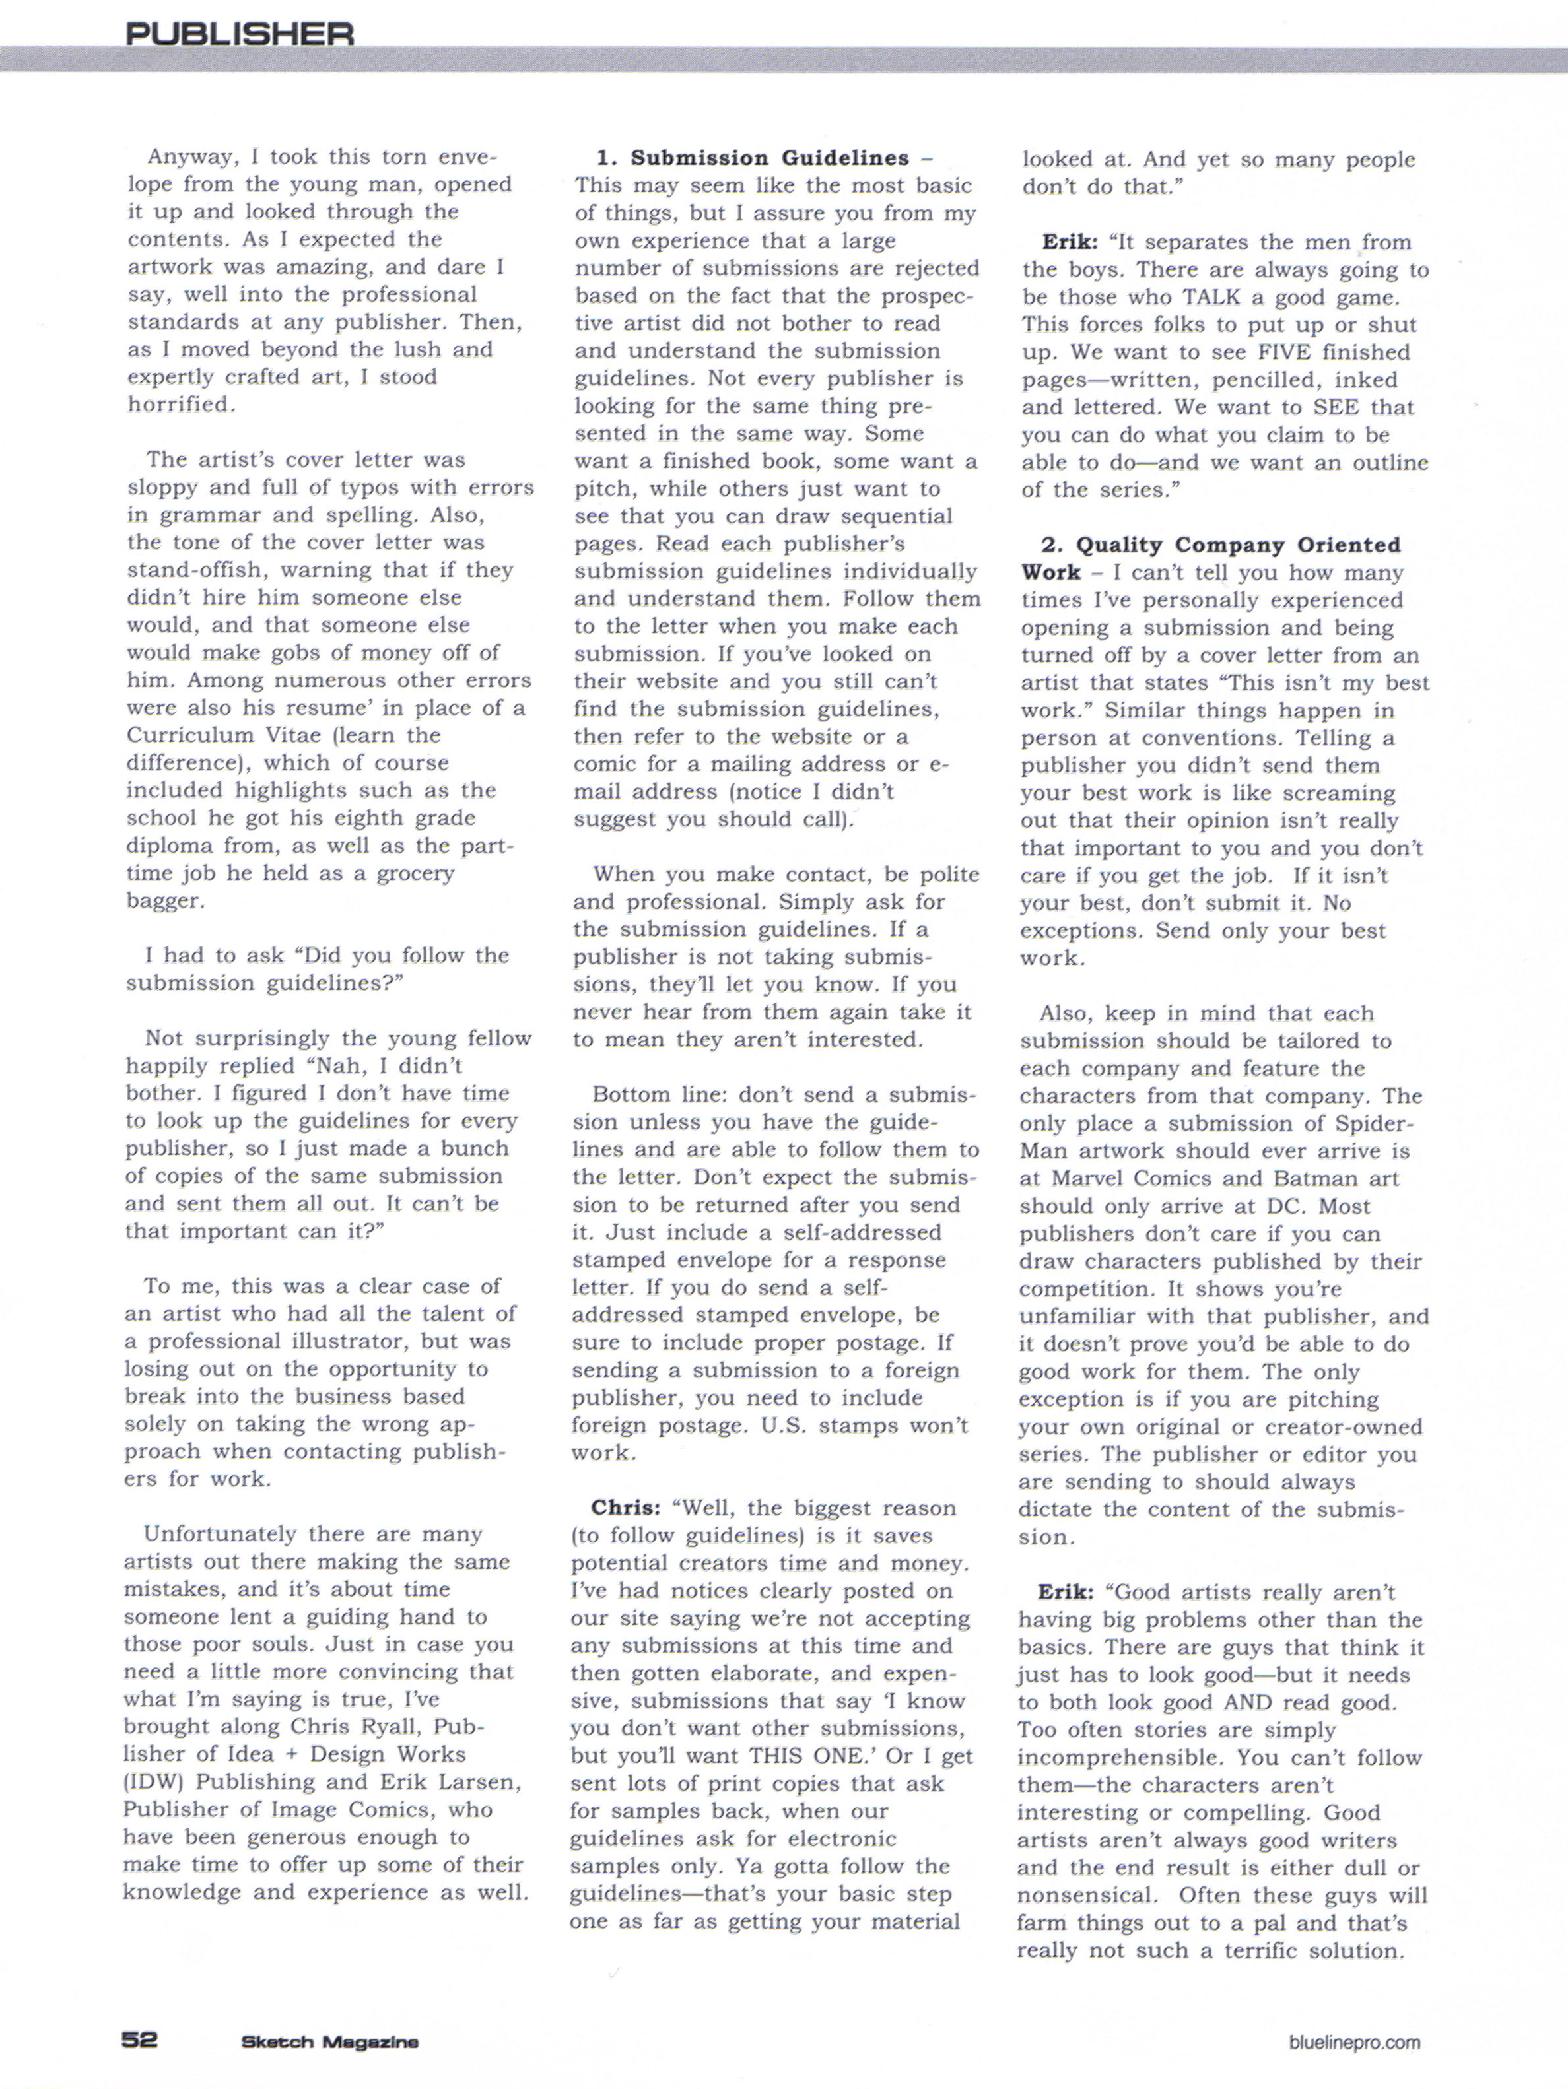 PUBLISHER
Anyway, I took this torn enve-
lope from the young man, opened
it up and looked through the
contents. As I expected the
artwork was amazing, and dare I
say, well into the professional
standards at any publisher. Then,
as I moved beyond the lush and
expertly crafted art, I stood
horrified.
The artist's cover letter was
sloppy and full of typos with errors
in grammar and spelling. Also,
the tone of the cover letter was
stand-offish, warning that if they
didn't hire him someone else
would, and that someone else
would make gobs of money off of
him. Among numerous other errors
were also his resume' in place of a
Curriculum Vitae (learn the
difference), which of course
included highlights such as the
school he got his eighth grade
diploma from, as well as the part-
time job he held as a grocery
bagger.
I had to ask “Did you follow the
submission guidelines?”
Not surprisingly the young fellow
happily replied “Nah, I didn't
bother. I figured I don't have time
to look up the guidelines for every
publisher, so I just made a bunch
of copies of the same submission
and sent them all out. It can't be
that important can it?”
To me, this was a clear case of
an artist who had all the talent of
a professional illustrator, but was
losing out on the opportunity to
break into the business based
solely on taking the wrong ap-
proach when contacting publish-
ers for work.
Unfortunately there are many
artists out there making the same
mistakes, and it's about time
someone lent a guiding hand to
those poor souls. Just in case you
need a little more convincing that
what I'm saying is true, I've
brought along Chris Ryall, Pub-
lisher of Idea + Design Works
(IDW) Publishing and Erik Larsen,
Publisher of Image Comics, who
have been generous enough to
make time to offer up some of their
knowledge and experience as well.
1. Submission Guidelines –
This may seem like the most basic
of things, but I assure you from my
own experience that a large
number of submissions are rejected
based on the fact that the prospec-
tive artist did not bother to read
and understand the submission
guidelines. Not every publisher is
looking for the same thing pre-
sented in the same way. Some
want a finished book, some want a
pitch, while others just want to
see that you can draw sequential
pages. Read each publisher's
submission guidelines individually
and understand them. Follow them
to the letter when you make each
submission. If you've looked on
their website and you still can't
find the submission guidelines,
then refer to the website or a
comic for a mailing address or e-
mail address (notice I didn't
suggest you should call).
When you make contact, be polite
and professional. Simply ask for
the submission guidelines. If a
publisher is not taking submis-
sions, they'll let you know. If you
never hear from them again take it
to mean they aren't interested.
Bottom line: don't send a submis-
sion unless you have the guide-
lines and are able to follow them to
the letter. Don't expect the submis-
sion to be returned after you send
it. Just include a self-addressed
stamped envelope for a response
letter. If you do send a self-
addressed stamped envelope, be
sure to include proper postage. If
sending a submission to a foreign
publisher, you need to include
foreign postage. U.S. stamps won't
work.
Chris: “Well, the biggest reason
(to follow guidelines) is it saves
potential creators time and money.
I've had notices clearly posted on
our site saying we're not accepting
any submissions at this time and
then gotten elaborate, and expen-
sive, submissions that say ‘I know
you don't want other submissions,
but you'll want THIS ONE.’ Or I get
sent lots of print copies that ask
for samples back, when our
guidelines ask for electronic
samples only. Ya gotta follow the
guidelines—that's your basic step
one as far as getting your material
looked at. And yet so many people
don't do that.”
Erik: “It separates the men from
the boys. There are always going to
be those who TALK a good game.
This forces folks to put up or shut
up. We want to see FIVE finished
pages—written, pencilled, inked
and lettered. We want to SEE that
you can do what you claim to be
able to do—and we want an outline
of the series.”
2. Quality Company Oriented
Work – I can't tell you how many
times I've personally experienced
opening a submission and being
turned off by a cover letter from an
artist that states “This isn't my best
work.” Similar things happen in
person at conventions. Telling a
publisher you didn't send them
your best work is like screaming
out that their opinion isn't really
that important to you and you don't
care if you get the job.  If it isn't
your best, don't submit it. No
exceptions. Send only your best
work.
Also, keep in mind that each
submission should be tailored to
each company and feature the
characters from that company. The
only place a submission of Spider-
Man artwork should ever arrive is
at Marvel Comics and Batman art
should only arrive at DC. Most
publishers don't care if you can
draw characters published by their
competition. It shows you're
unfamiliar with that publisher, and
it doesn't prove you'd be able to do
good work for them. The only
exception is if you are pitching
your own original or creator-owned
series. The publisher or editor you
are sending to should always
dictate the content of the submis-
sion.
Erik: “Good artists really aren't
having big problems other than the
basics. There are guys that think it
just has to look good—but it needs
to both look good AND read good.
Too often stories are simply
incomprehensible. You can't follow
them—the characters aren't
interesting or compelling. Good
artists aren't always good writers
and the end result is either dull or
nonsensical.  Often these guys will
farm things out to a pal and that's
really not such a terrific solution.
52 Sketch Magazine bluelinepro.com